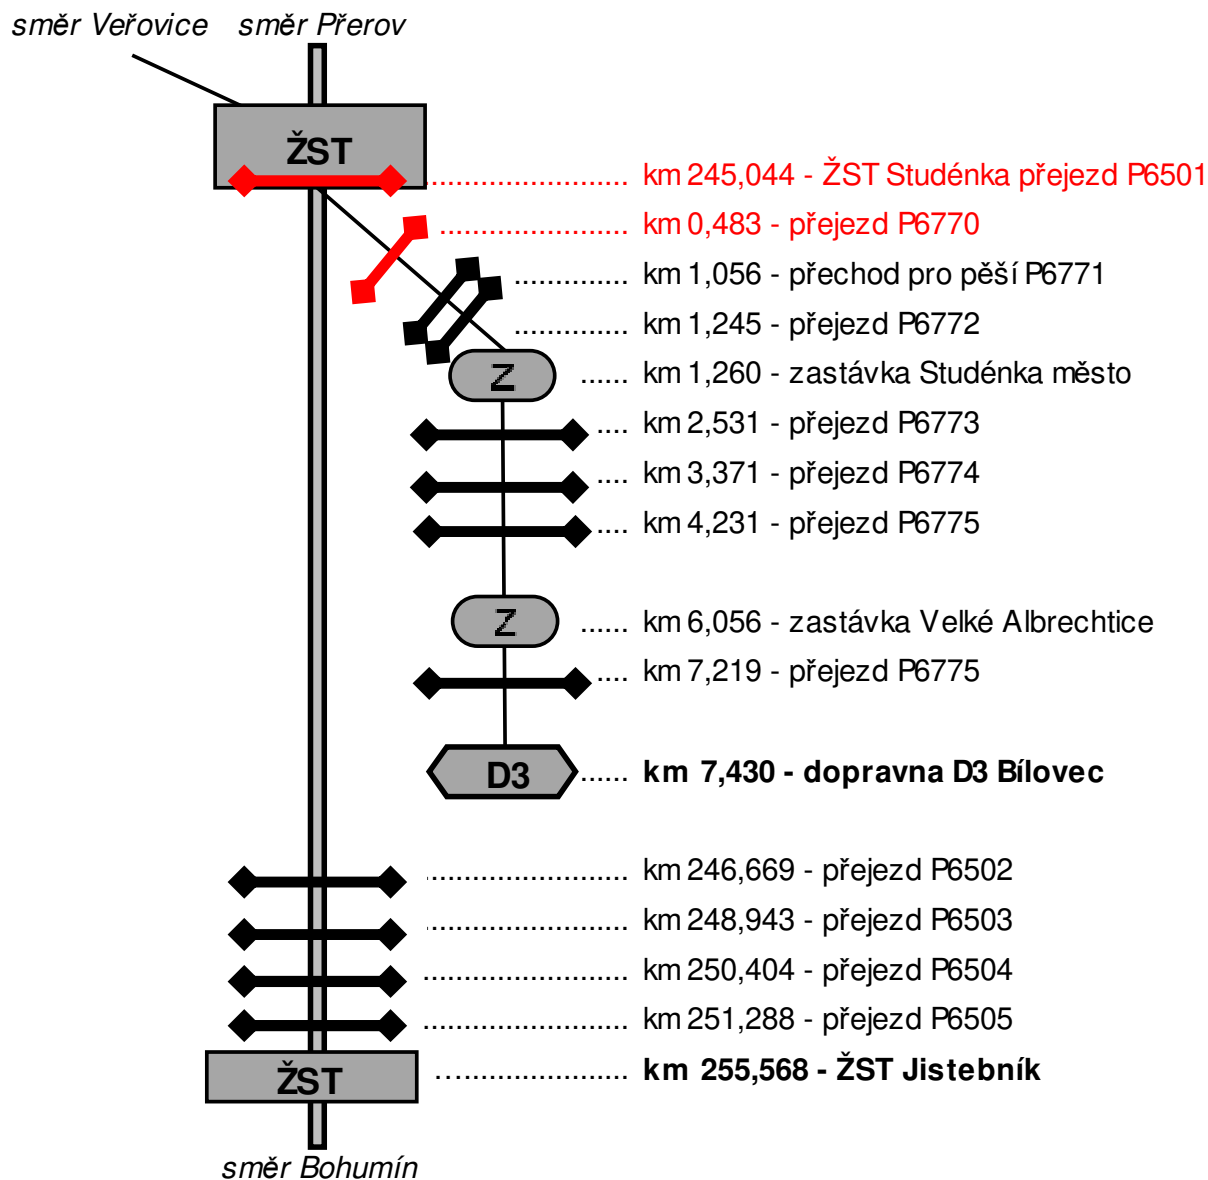 směr Veřovice směr Přerov
ŽST
km 245,044 - ŽST Studénka přejezd P6501
km 0,483 - přejezd P6770
km 1,056 - přechod pro pěší P6771
km 1,245 - přejezd P6772
Z
km 1,260 - zastávka Studénka město
km 2,531 - přejezd P6773
km 3,371 - přejezd P6774
km 4,231 - přejezd P6775
Z
km 6,056 - zastávka Velké Albrechtice
km 7,219 - přejezd P6775
D3
km 7,430 - dopravna D3 Bílovec
km 246,669 - přejezd P6502
km 248,943 - přejezd P6503
km 250,404 - přejezd P6504
km 251,288 - přejezd P6505
ŽST
km 255,568 - ŽST Jistebník
směr Bohumín